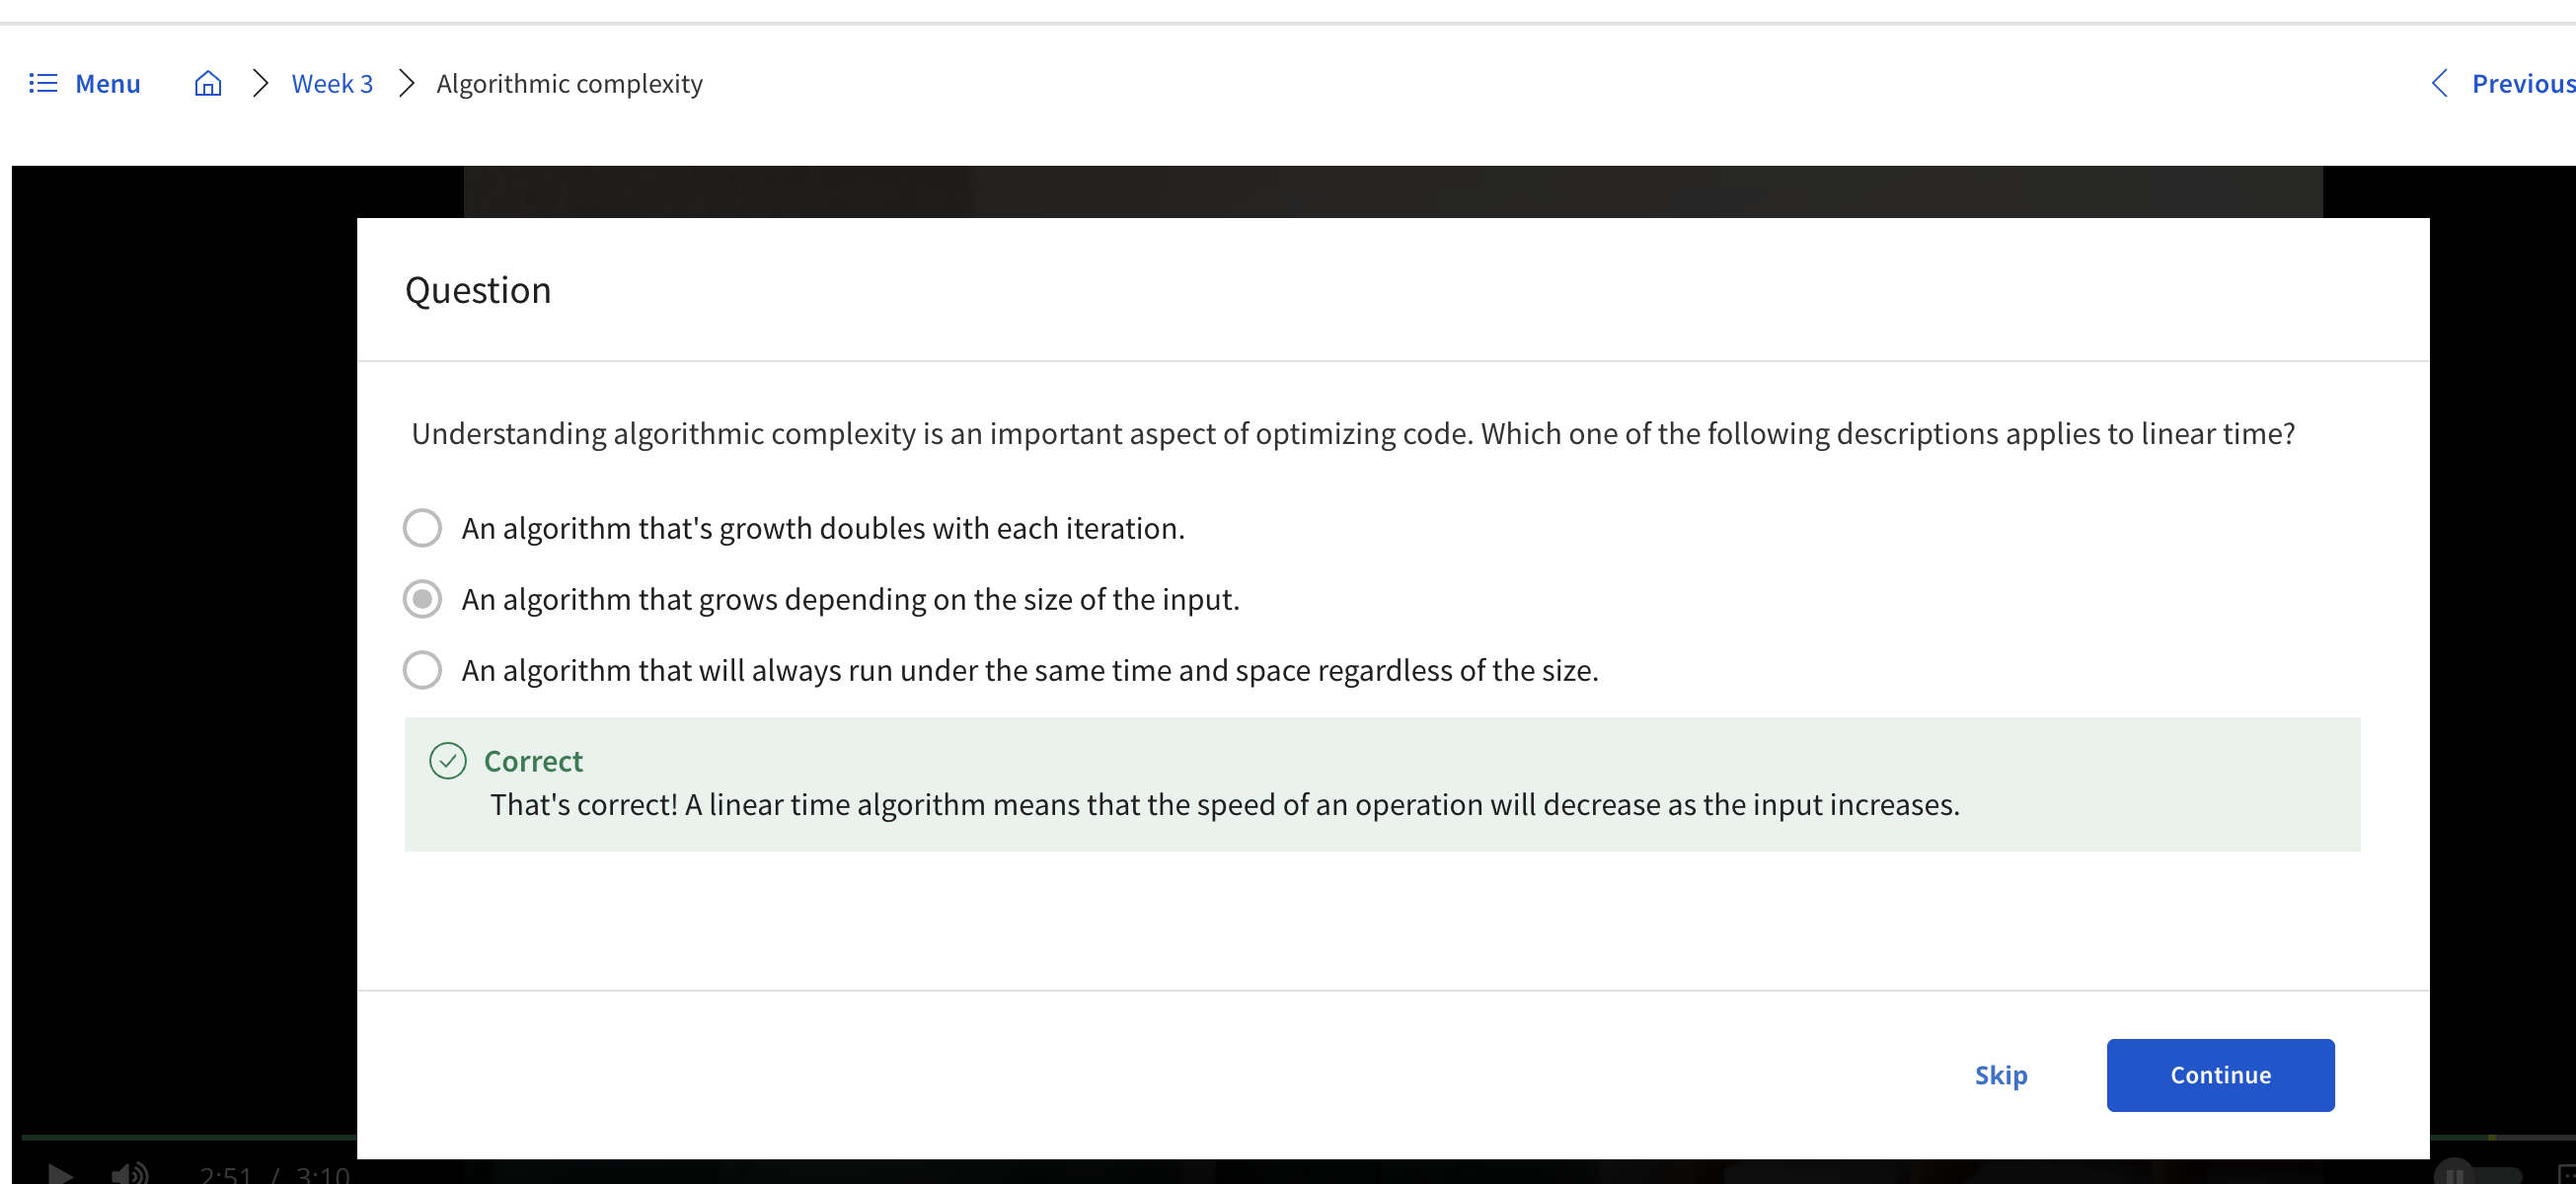 Menu
Week 3
Algorithmic complexity
Previous
Question
Understanding algorithmic complexity is an important aspect of optimizing code. Which one of the following descriptions applies to linear time?
An algorithm that's growth doubles with each iteration.
An algorithm that grows depending on the size of the input.
An algorithm that will always run under the same time and space regardless of the size.
Correct
That's correct! A linear time algorithm means that the speed of an operation will decrease as the input increases.
Skip
Continue
2:51 / 3:10